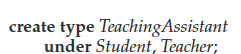 create type TeachingAssistant
under Student, Teacher;